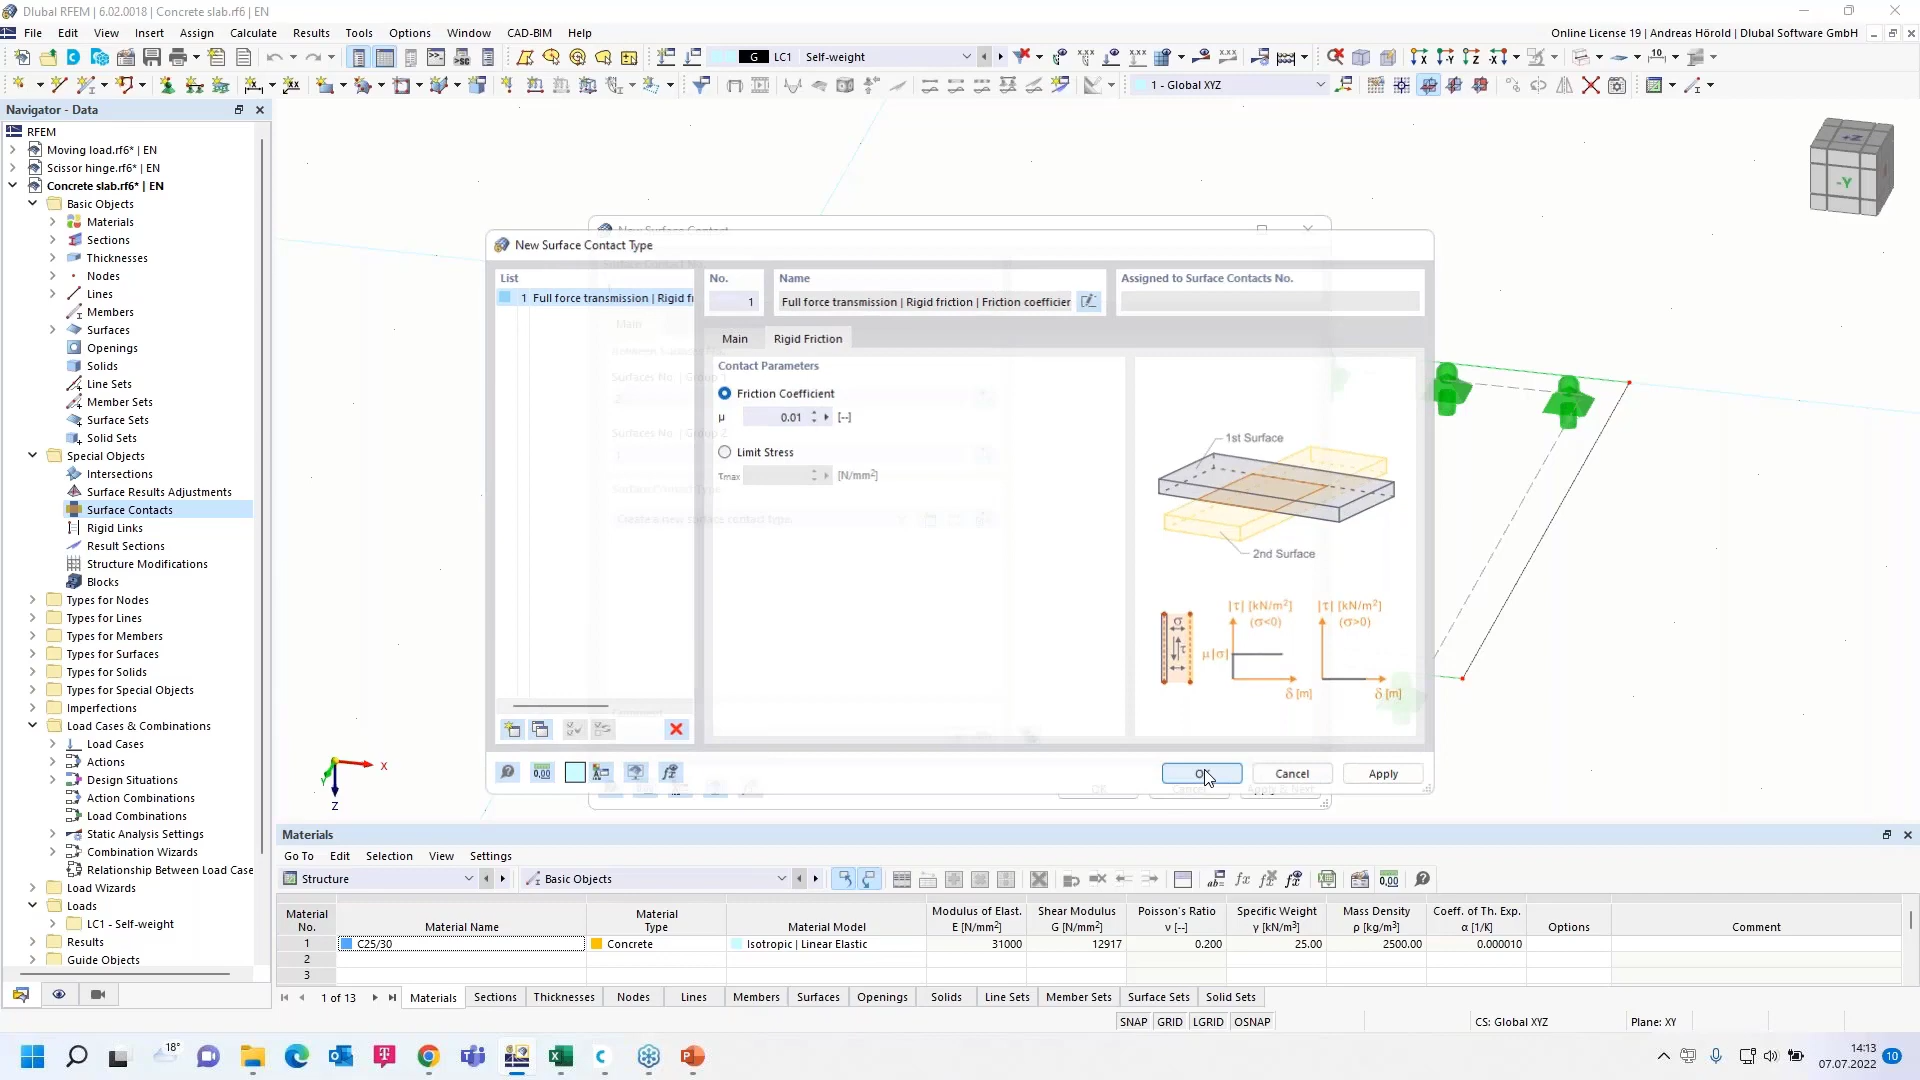 Dlubal RFEM | 6.02.0018 | Concrete slab.rf6 | EN
File Edit View Insert Assign Calculate Results Tools Options Window CAD-BIM Help
Online License 19 | Andreas Hörold | Dlubal Software GmbH
G LC1 Self-weight
1 - Global XYZ
Navigator - Data
RFEM
Moving load.rf6* | EN
Scissor hinge.rf6* | EN
Concrete slab.rf6* | EN
Basic Objects
Materials
Sections
Thicknesses
Nodes
Lines
Members
Surfaces
Openings
Solids
Line Sets
Member Sets
Surface Sets
Solid Sets
Special Objects
Intersections
Surface Results Adjustments
Surface Contacts
Rigid Links
Result Sections
Structure Modifications
Blocks
Types for Nodes
Types for Lines
Types for Members
Types for Surfaces
Types for Solids
Types for Special Objects
Imperfections
Load Cases & Combinations
Load Cases
Actions
Design Situations
Action Combinations
Load Combinations
Static Analysis Settings
Combination Wizards
Relationship Between Load Case
Load Wizards
Loads
LC1 - Self-weight
Results
Guide Objects
+Z
-Y
New Surface Contact Type
List
1 Full force transmission | Rigid fr
No.
1
Name
Full force transmission | Rigid friction | Friction coefficier
Assigned to Surface Contacts No.
Main Rigid Friction
Contact Parameters
Friction Coefficient
μ 0.01 [--]
Limit Stress
τmax [N/mm²]
Create a new surface contact type.
1st Surface
2nd Surface
|τ| [kN/m²] |τ| [kN/m²]
(σ<0) (σ>0)
σ
τ
μ|σ|
δ [m] δ [m]
OK Cancel Apply
X
Z
Materials
Go To Edit Selection View Settings
Structure Basic Objects
Material No. Material Name Material Type Material Model Modulus of Elast. E [N/mm²] Shear Modulus G [N/mm²] Poisson's Ratio ν [--] Specific Weight γ [kN/m³] Mass Density ρ [kg/m³] Coeff. of Th. Exp. α [1/K] Options Comment
1 C25/30 Concrete Isotropic | Linear Elastic 31000 12917 0.200 25.00 2500.00 0.000010
2
3
1 of 13 Materials Sections Thicknesses Nodes Lines Members Surfaces Openings Solids Line Sets Member Sets Surface Sets Solid Sets
SNAP GRID LGRID OSNAP CS: Global XYZ Plane: XY
18°
14:13
07.07.2022
10